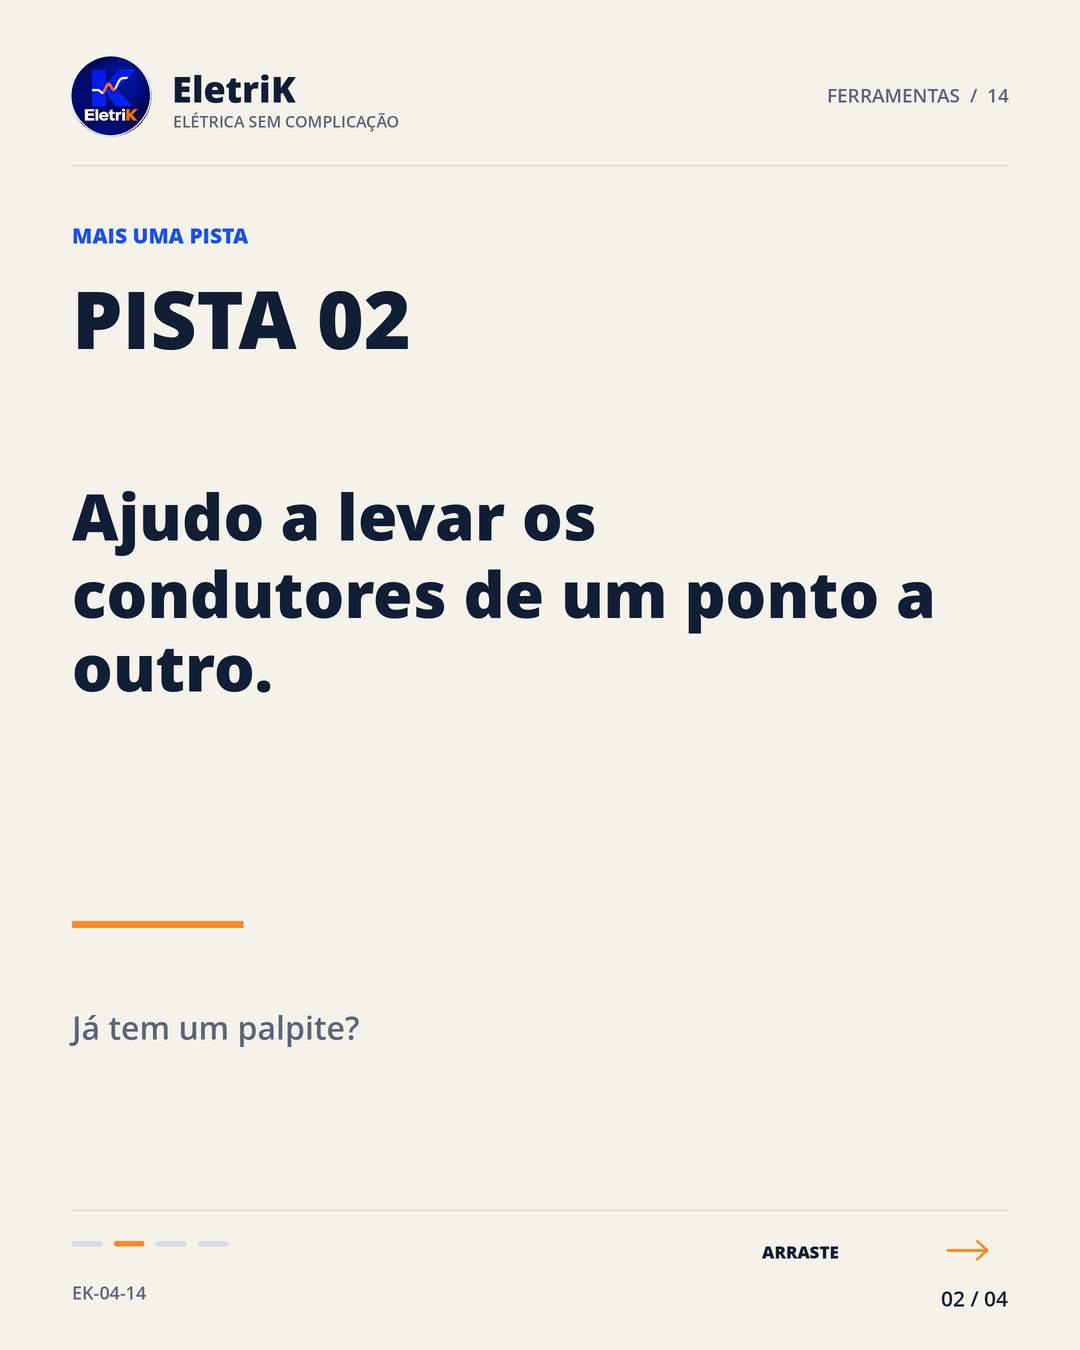 EletriK
EletriK
ELÉTRICA SEM COMPLICAÇÃO
FERRAMENTAS / 14
MAIS UMA PISTA
PISTA 02
Ajudo a levar os
condutores de um ponto a
outro.
Já tem um palpite?
ARRASTE
EK-04-14
02 / 04